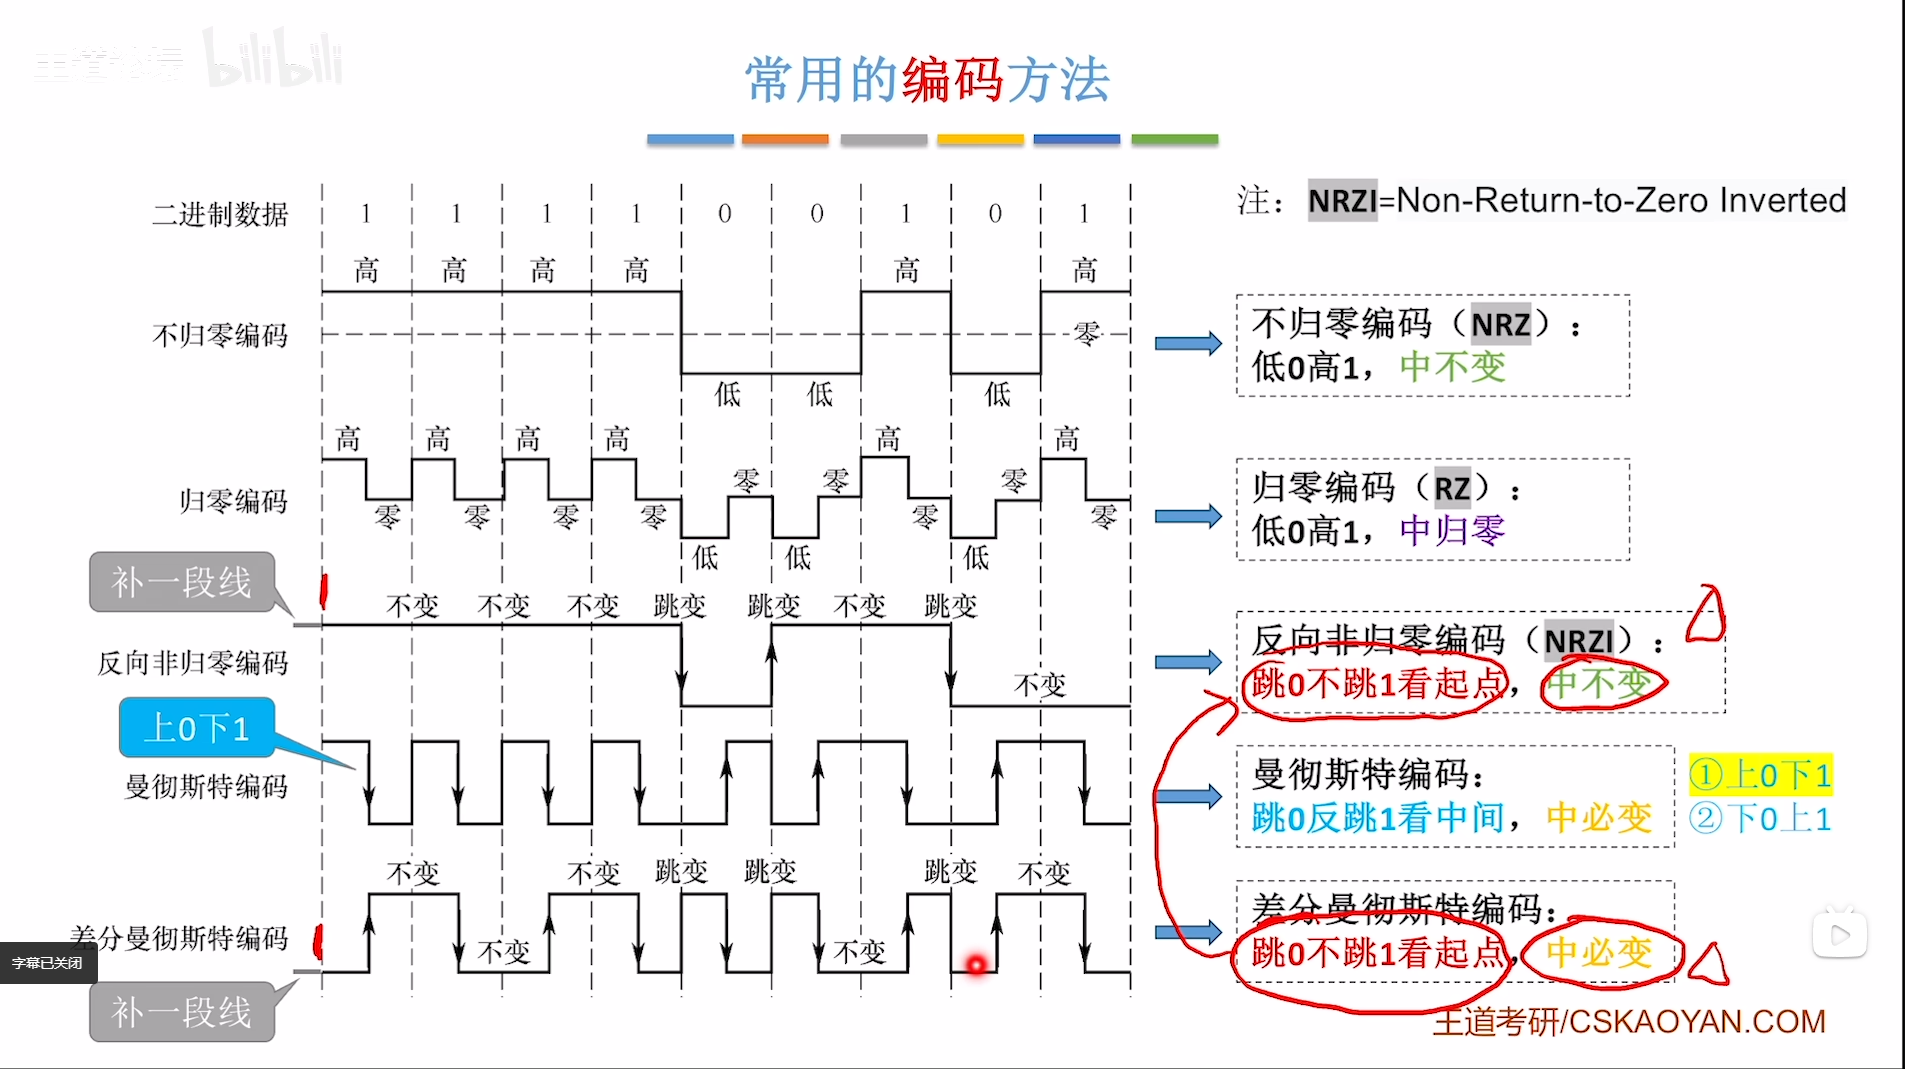 bilibili
常用的编码方法
二进制数据 1 1 1 1 0 0 1 0 1
注：NRZI=Non-Return-to-Zero Inverted
高 高 高 高 高 高
不归零编码
零
低 低 低
不归零编码（NRZ）：
低0高1，中不变
高 高 高 高 高 高
零 零 零
归零编码
零 零 零 零 零 零
低 低 低
归零编码（RZ）：
低0高1，中归零
补一段线
不变 不变 不变 跳变 跳变 不变 跳变
反向非归零编码
不变
反向非归零编码（NRZI）：
跳0不跳1看起点，中不变
上0下1
曼彻斯特编码
曼彻斯特编码：
跳0反跳1看中间，中必变
①上0下1
②下0上1
不变 不变 跳变 跳变 跳变 不变
差分曼彻斯特编码
不变 不变
差分曼彻斯特编码：
跳0不跳1看起点，中必变
字幕已关闭
补一段线
王道考研/CSKAOYAN.COM